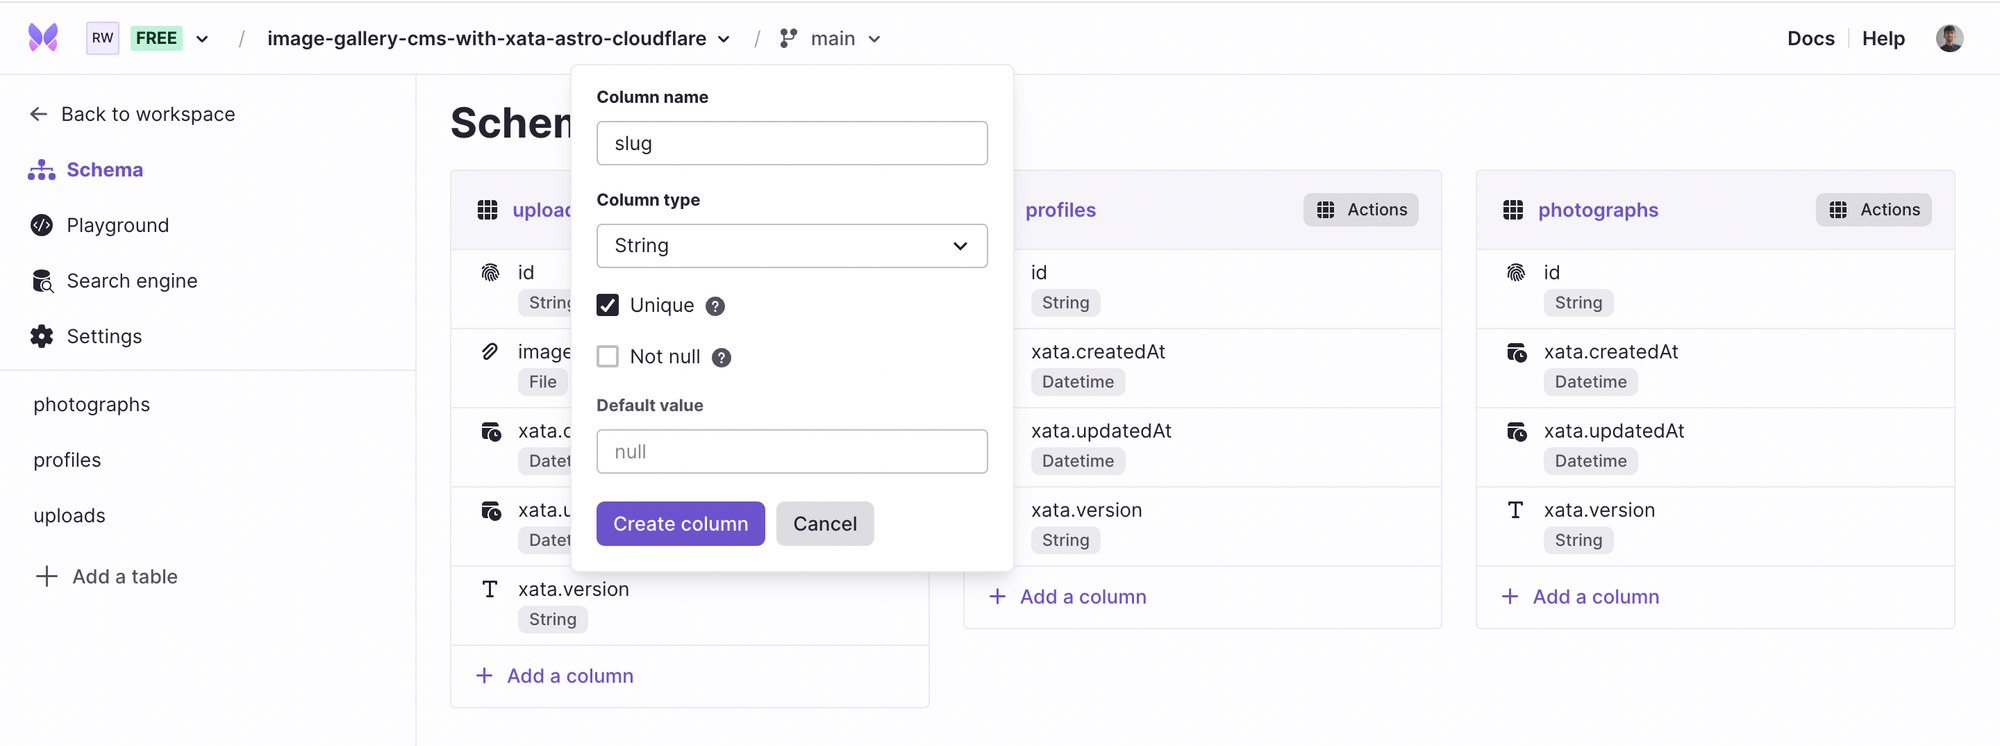 RW FREE / image-gallery-cms-with-xata-astro-cloudflare / main Docs Help
Back to workspace
Schema
Playground
Search engine
Settings
photographs
profiles
uploads
Add a table
Schem
uploa
id
String
image
File
xata.
Datet
xata.
Datet
xata.version
String
Add a column
Column name
slug
Column type
String
Unique ?
Not null ?
Default value
null
Create column Cancel
profiles Actions
id
String
xata.createdAt
Datetime
xata.updatedAt
Datetime
xata.version
String
Add a column
photographs Actions
id
String
xata.createdAt
Datetime
xata.updatedAt
Datetime
xata.version
String
Add a column